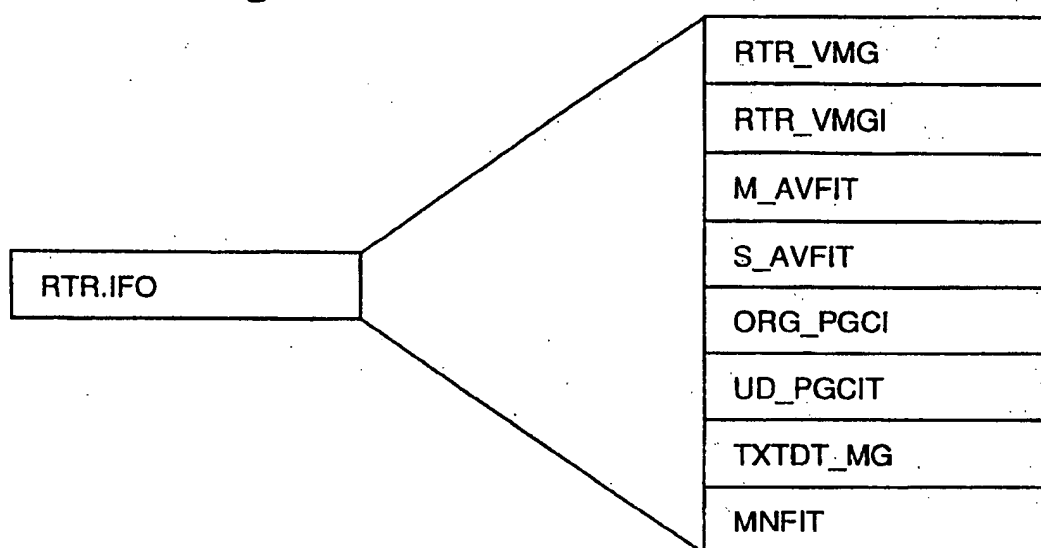 RTR.IFO
RTR_VMG
RTR_VMGI
M_AVFIT
S_AVFIT
ORG_PGCI
UD_PGCIT
TXTDT_MG
MNFIT